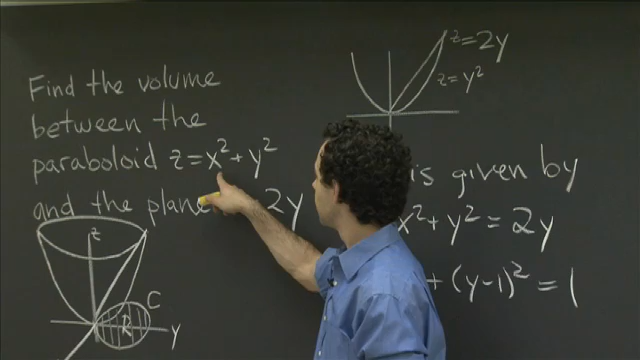 Find the volume
between the
paraboloid z=x²+y²
and the plane 2y
z=2y
z=y²
is given by
x²+y²=2y
+(y-1)²=1
z
C
R
y